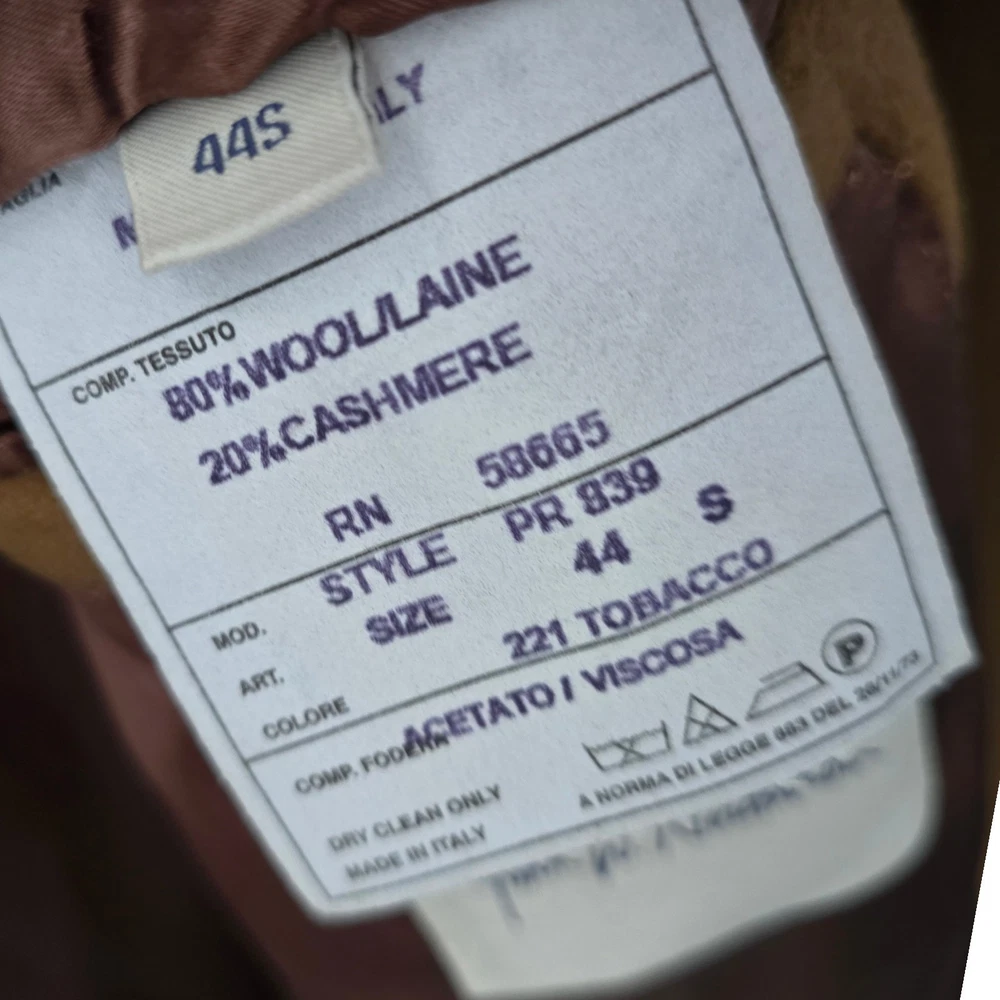 44S
AGLIA
ILY
COMP. TESSUTO
80%WOOL/LAINE
20%CASHMERE
RN 58665
MOD. STYLE PR 839
ART. SIZE 44 S
COLORE 221 TOBACCO
COMP. FODERA ACETATO / VISCOSA
P
DRY CLEAN ONLY
A NORMA DI LEGGE 883 DEL 26/11/73
MADE IN ITALY